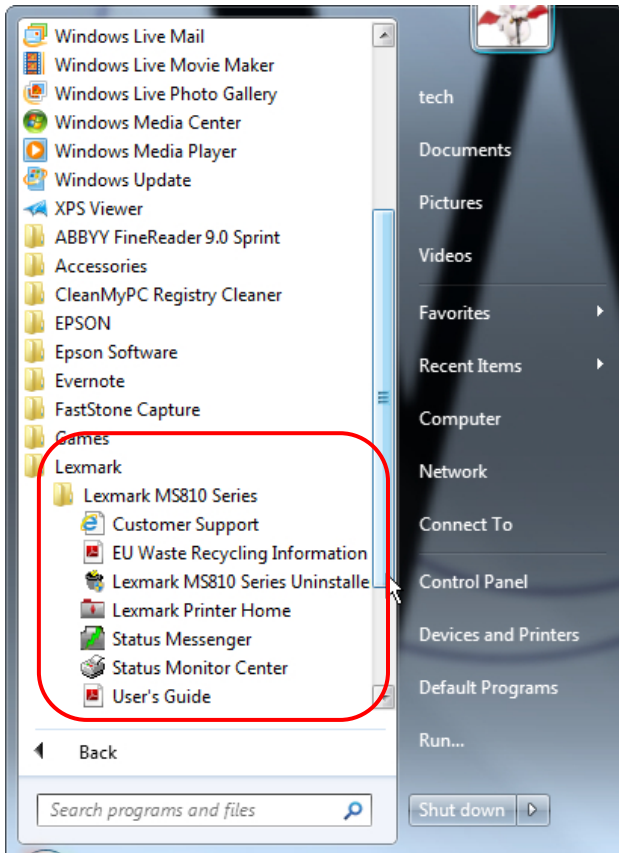 Windows Live Mail
Windows Live Movie Maker
Windows Live Photo Gallery
Windows Media Center
Windows Media Player
Windows Update
XPS Viewer
ABBYY FineReader 9.0 Sprint
Accessories
CleanMyPC Registry Cleaner
EPSON
Epson Software
Evernote
FastStone Capture
Games
Lexmark
Lexmark MS810 Series
Customer Support
EU Waste Recycling Information
Lexmark MS810 Series Uninstalle
Lexmark Printer Home
Status Messenger
Status Monitor Center
User's Guide
Back
Search programs and files
tech
Documents
Pictures
Videos
Favorites
Recent Items
Computer
Network
Connect To
Control Panel
Devices and Printers
Default Programs
Run...
Shut down